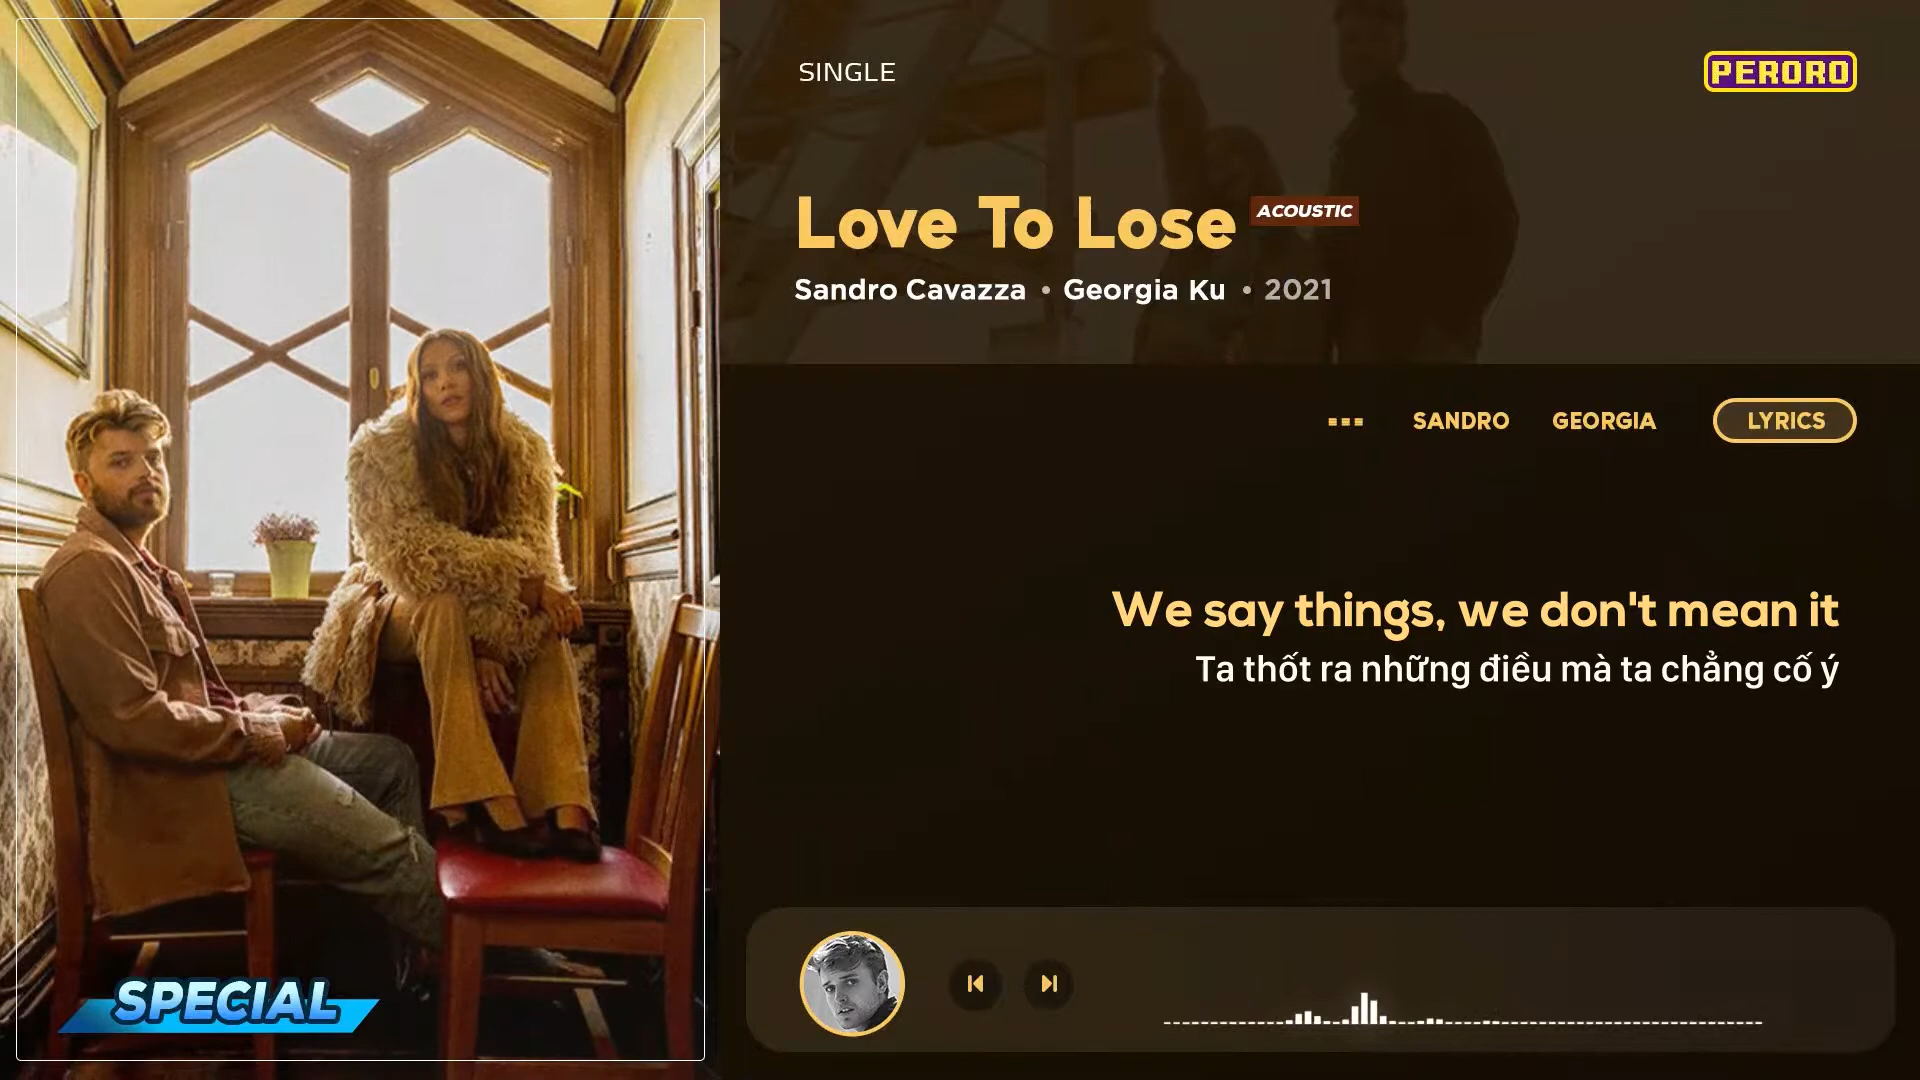 SINGLE
PERORO
Love To Lose ACOUSTIC
Sandro Cavazza • Georgia Ku • 2021
SANDRO GEORGIA LYRICS
We say things, we don't mean it
Ta thốt ra những điều mà ta chẳng cố ý
SPECIAL